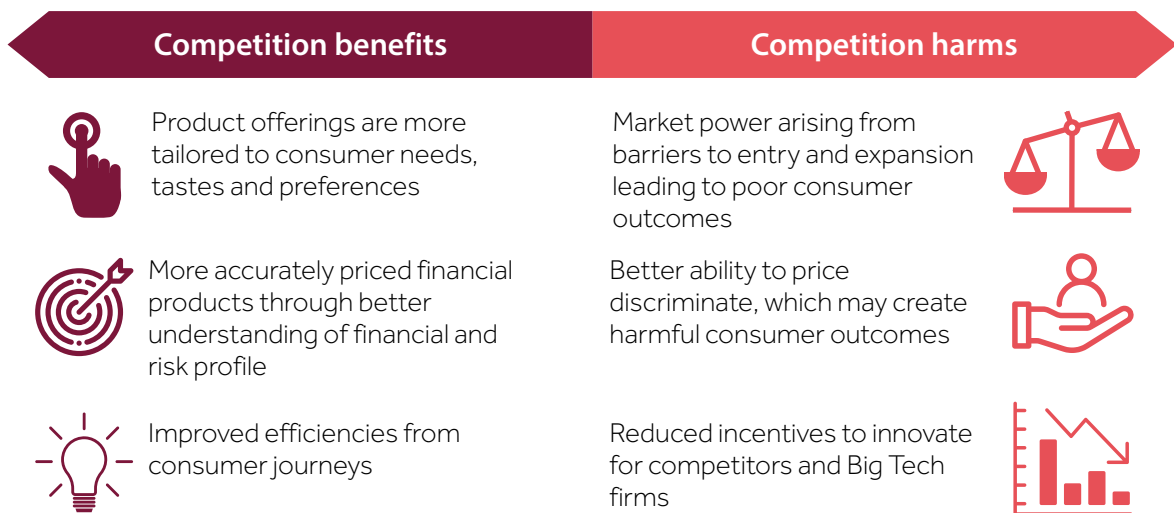 Competition benefits
Competition harms
Product offerings are more
tailored to consumer needs,
tastes and preferences
Market power arising from
barriers to entry and expansion
leading to poor consumer
outcomes
More accurately priced financial
products through better
understanding of financial and
risk profile
Better ability to price
discriminate, which may create
harmful consumer outcomes
Improved efficiencies from
consumer journeys
Reduced incentives to innovate
for competitors and Big Tech
firms